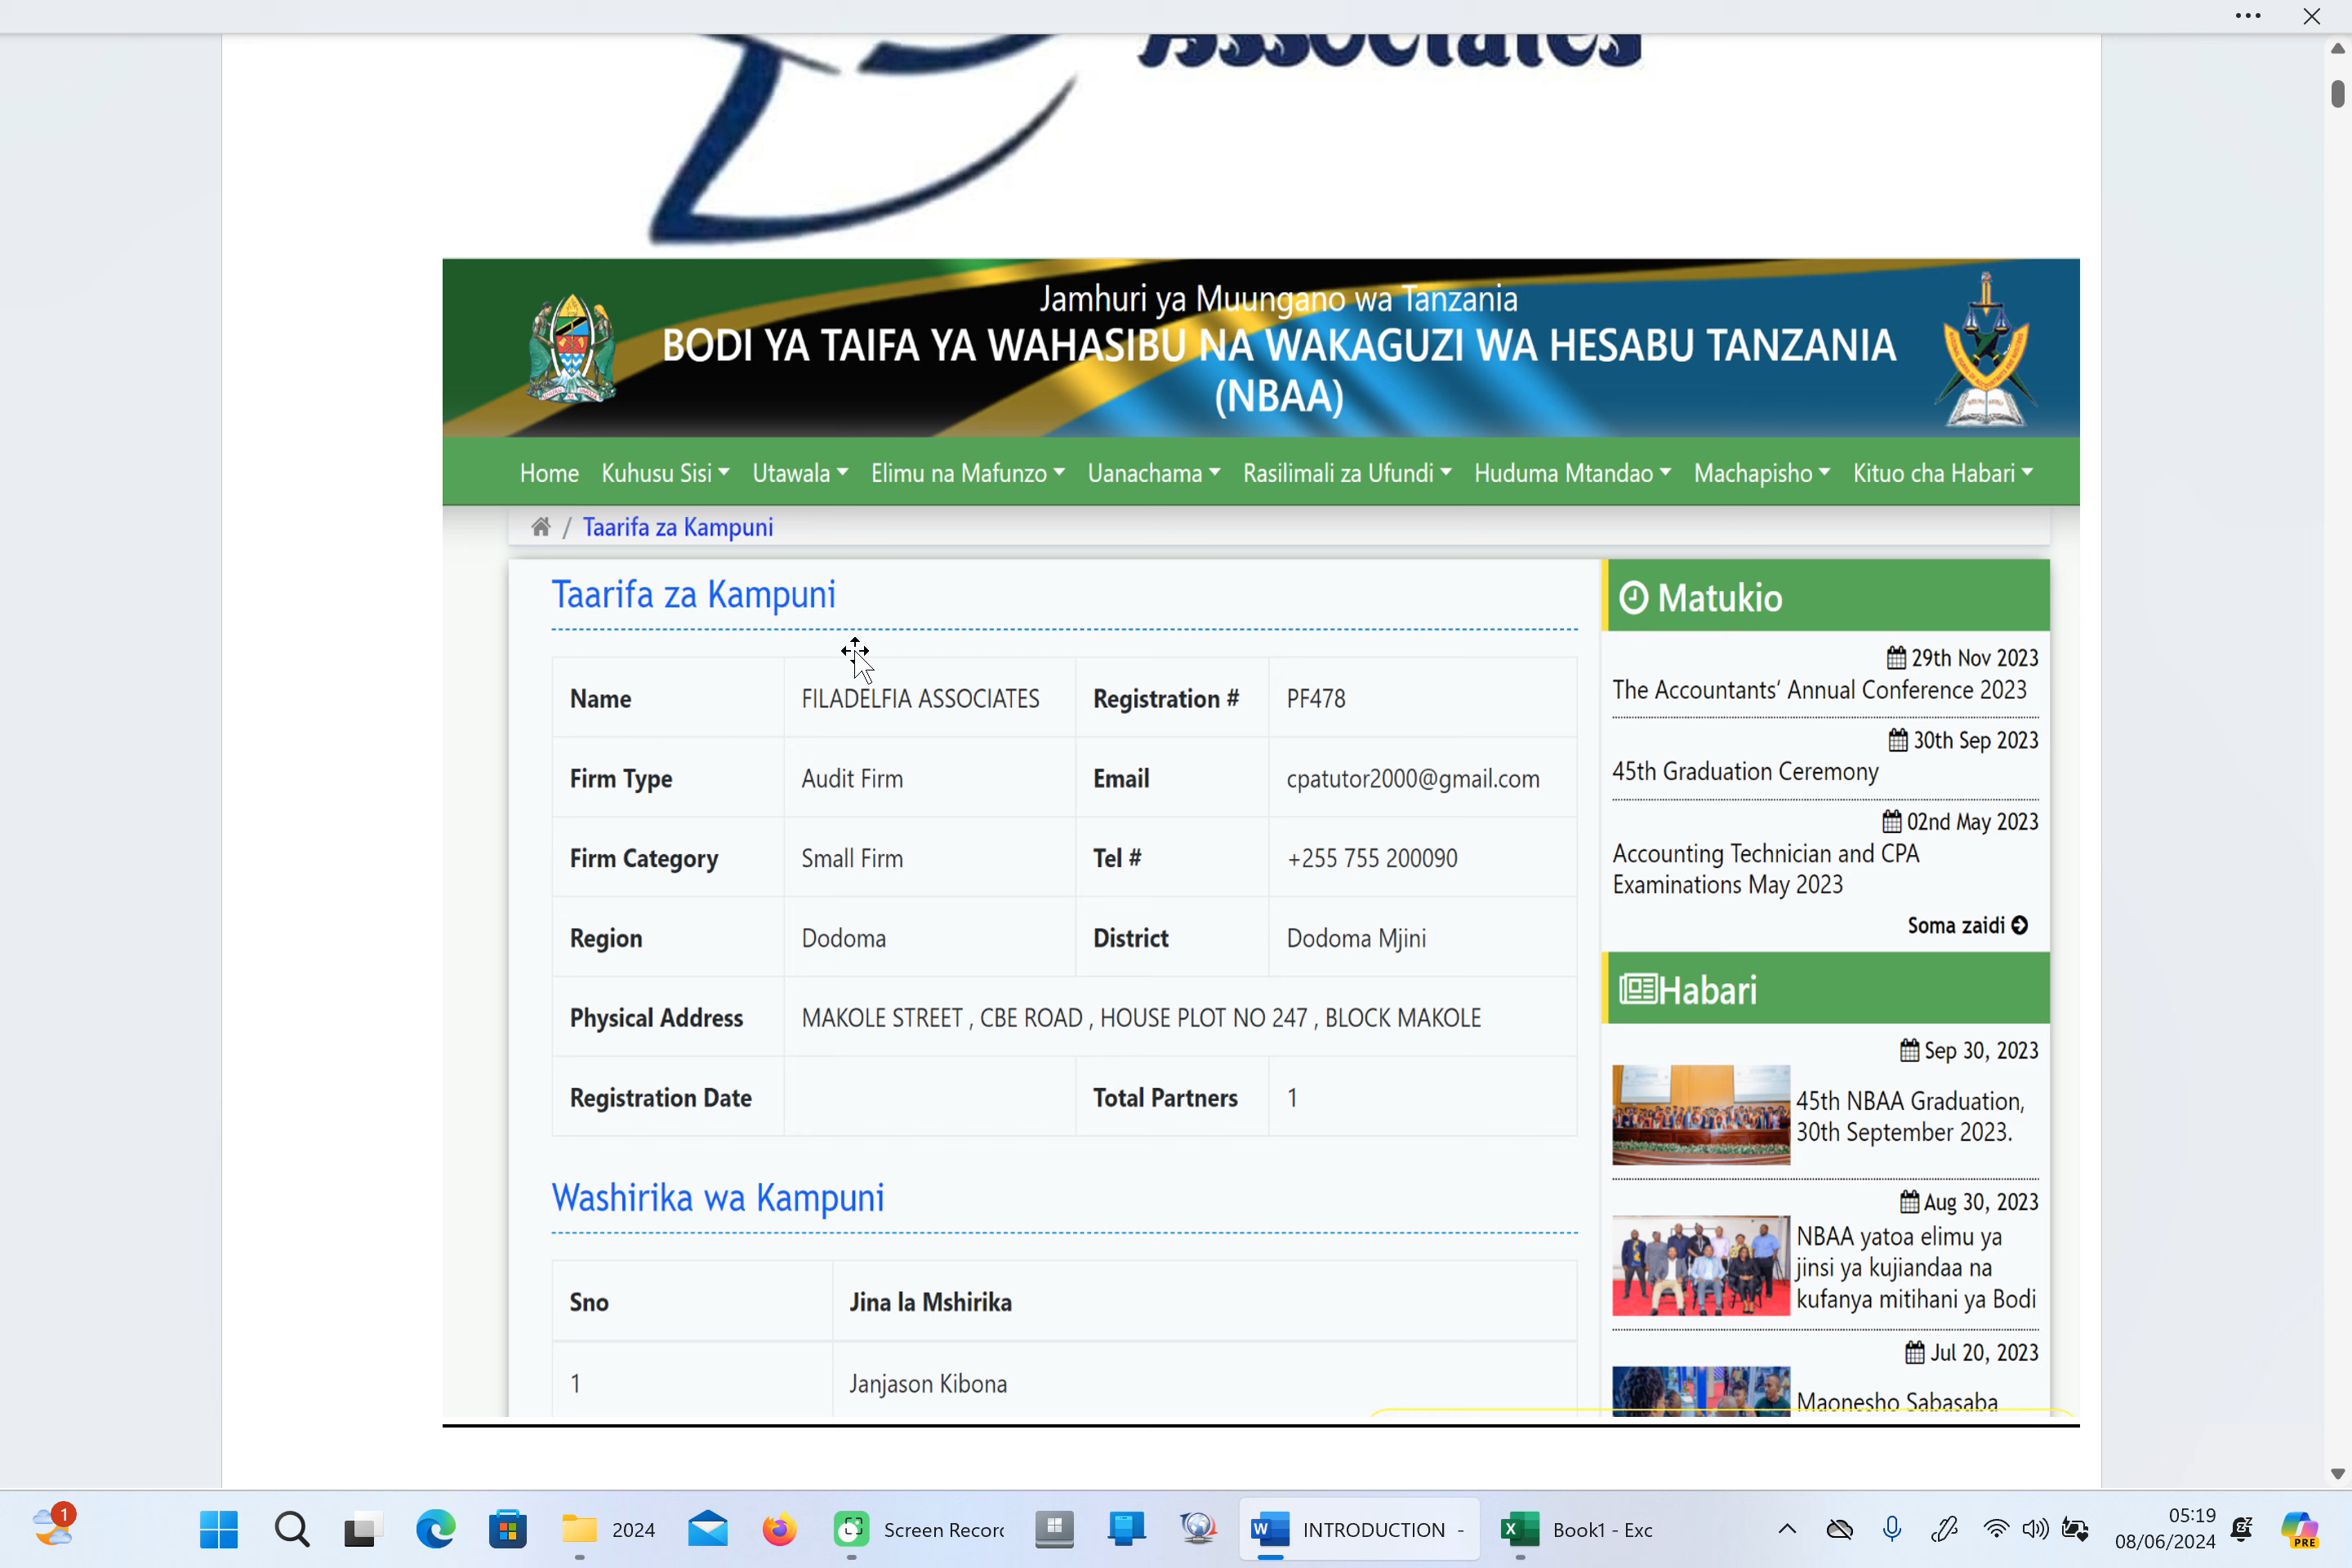 Associates
Jamhuri ya Muungano wa Tanzania
BODI YA TAIFA YA WAHASIBU NA WAKAGUZI WA HESABU TANZANIA
(NBAA)
Home Kuhusu Sisi Utawala Elimu na Mafunzo Uanachama Rasilimali za Ufundi Huduma Mtandao Machapisho Kituo cha Habari
/ Taarifa za Kampuni
Taarifa za Kampuni
Name FILADELFIA ASSOCIATES Registration # PF478
Firm Type Audit Firm Email cpatutor2000@gmail.com
Firm Category Small Firm Tel # +255 755 200090
Region Dodoma District Dodoma Mjini
Physical Address MAKOLE STREET , CBE ROAD , HOUSE PLOT NO 247 , BLOCK MAKOLE
Registration Date Total Partners 1
Washirika wa Kampuni
Sno Jina la Mshirika
1 Janjason Kibona
Matukio
29th Nov 2023
The Accountants' Annual Conference 2023
30th Sep 2023
45th Graduation Ceremony
02nd May 2023
Accounting Technician and CPA
Examinations May 2023
Soma zaidi
Habari
Sep 30, 2023
45th NBAA Graduation,
30th September 2023.
Aug 30, 2023
NBAA yatoa elimu ya
jinsi ya kujiandaa na
kufanya mitihani ya Bodi
Jul 20, 2023
Maonesho Sabasaba
1
2024
Screen Recorc
INTRODUCTION -
Book1 - Exc
05:19
08/06/2024
PRE